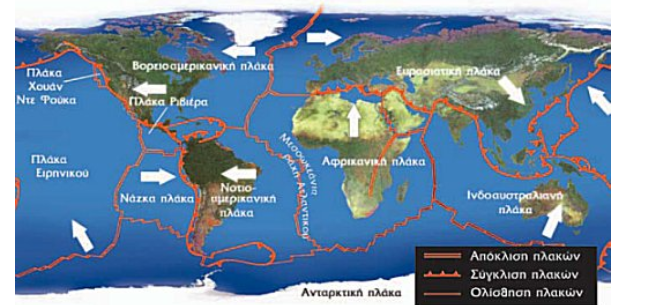 Βορειοαμερικανική πλάκα
Ευρασιατική πλάκα
Πλάκα
Χουάν
Ντε Φούκα
Πλάκα Ριβιέρα
Πλάκα
Ειρηνικού
Νάζκα πλάκα
Νοτιο-
αμερικανική
πλάκα
Μεσοωκεάνια
ράχη Ατλαντικού
Αφρικανική πλάκα
Ινδοαυστραλιανή
πλάκα
Ανταρκτική πλάκα
Απόκλιση πλακών
Σύγκλιση πλακών
Ολίσθηση πλακών